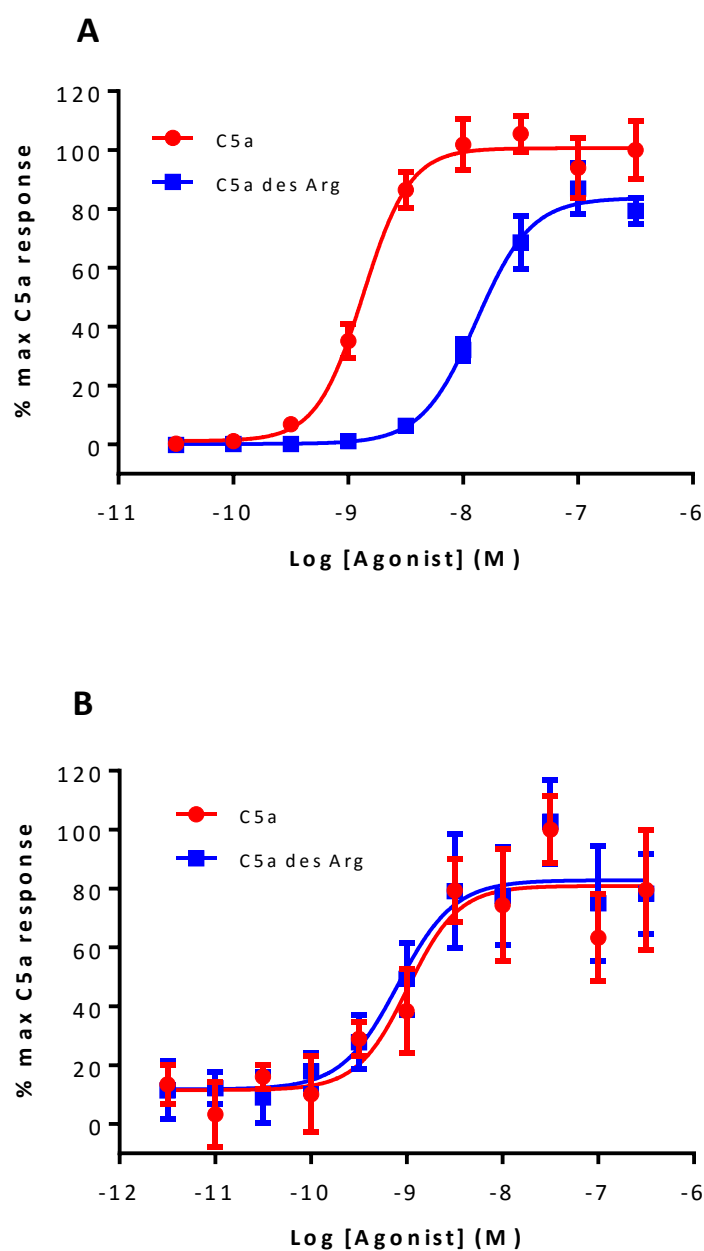 A
120
100
80
60
40
20
0
% max C5a response
C5a
C5a des Arg
-11 -10 -9 -8 -7 -6
Log [Agonist] (M)
B
120
100
80
60
40
20
0
% max C5a response
C5a
C5a des Arg
-12 -11 -10 -9 -8 -7 -6
Log [Agonist] (M)